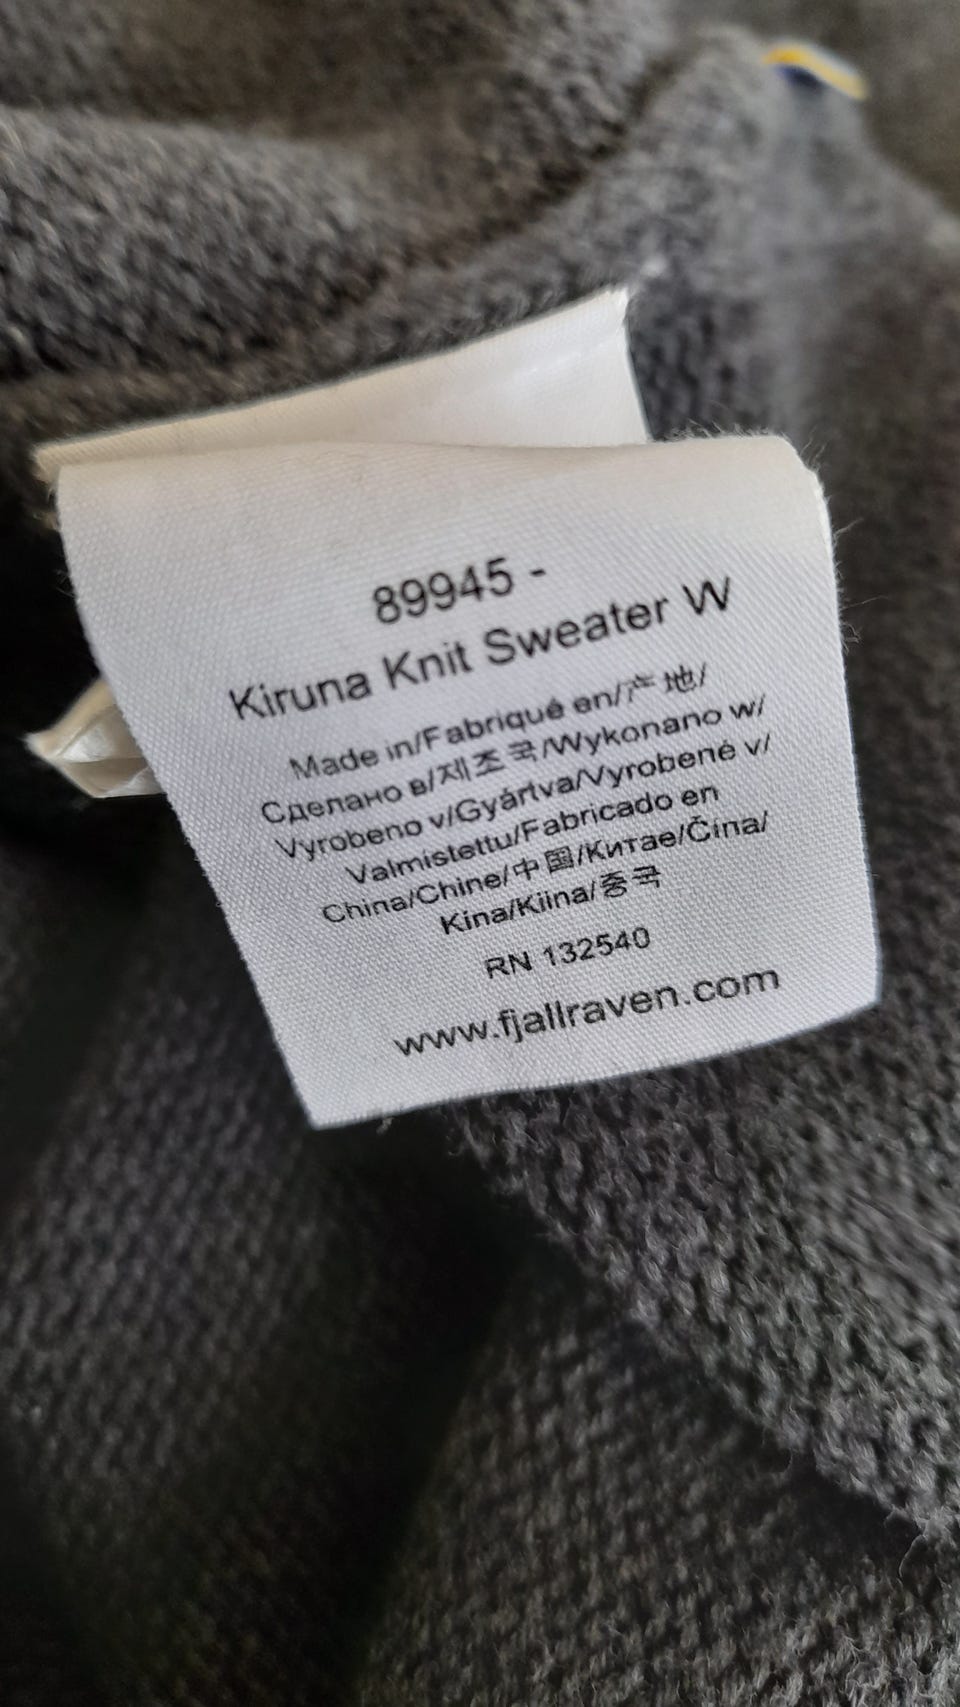 89945 -
Kiruna Knit Sweater W
Made in/Fabriqué en/产 地/
Сделано в/제조국/Wykonano w/
Vyrobeno v/Gyártva/Vyrobené v/
Valmistettu/Fabricado en
China/Chine/中国/Китае/Čína/
Kína/Kiina/중국
RN 132540
www.fjallraven.com